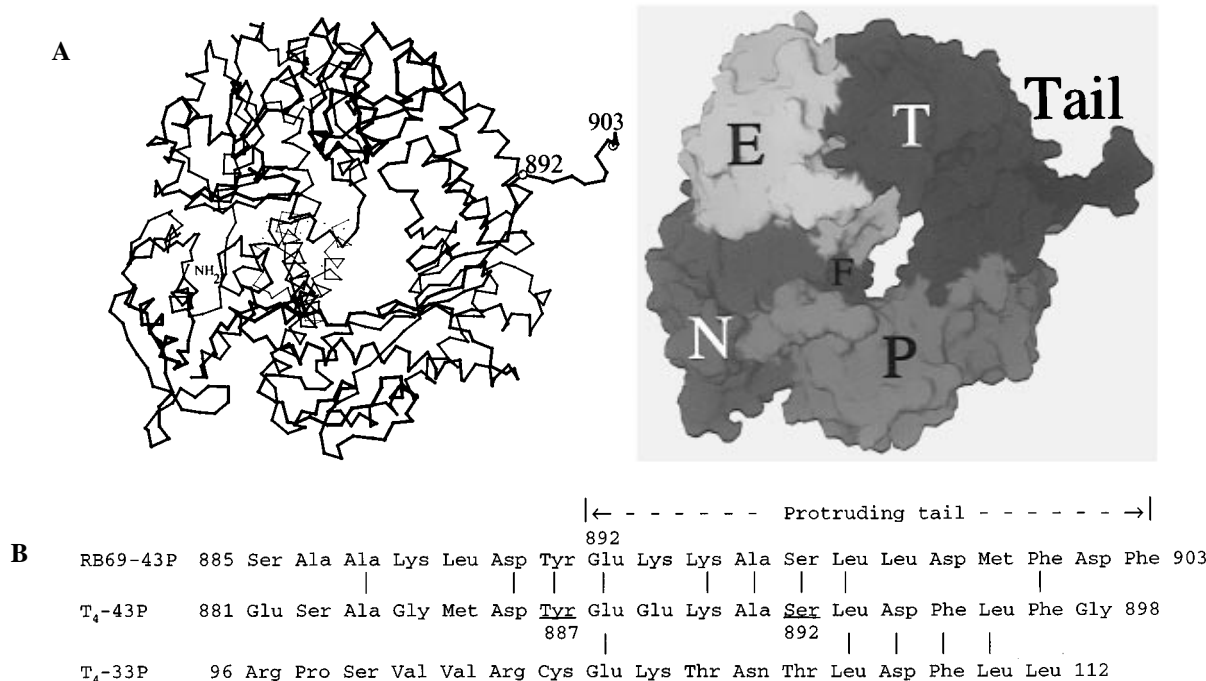 A
903
892
NH2
E
T
Tail
F
N
P
|← - - - - - - Protruding tail - - - - - - →|
B
892
RB69-43P 885 Ser Ala Ala Lys Leu Asp Tyr Glu Lys Lys Ala Ser Leu Leu Asp Met Phe Asp Phe 903
T4-43P 881 Glu Ser Ala Gly Met Asp Tyr Glu Glu Lys Ala Ser Leu Asp Phe Leu Phe Gly 898
887 892
T4-33P 96 Arg Pro Ser Val Val Arg Cys Glu Lys Thr Asn Thr Leu Asp Phe Leu Leu 112